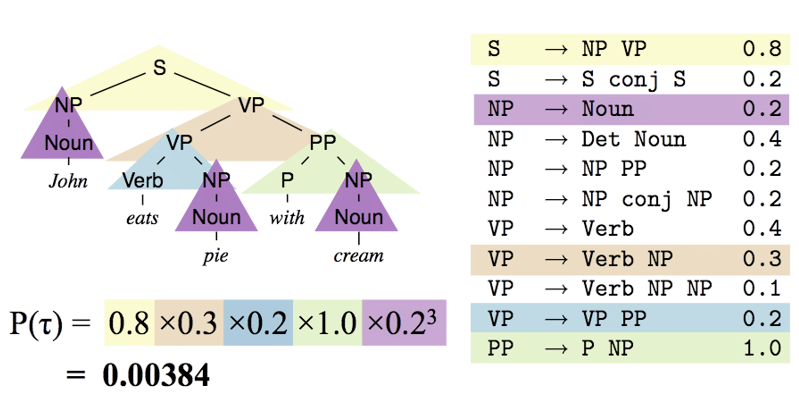 S
NP VP
Noun VP PP
John Verb NP P NP
eats Noun with Noun
pie cream
P(τ) = 0.8 ×0.3 ×0.2 ×1.0 ×0.2³
= 0.00384
S → NP VP 0.8
S → S conj S 0.2
NP → Noun 0.2
NP → Det Noun 0.4
NP → NP PP 0.2
NP → NP conj NP 0.2
VP → Verb 0.4
VP → Verb NP 0.3
VP → Verb NP NP 0.1
VP → VP PP 0.2
PP → P NP 1.0